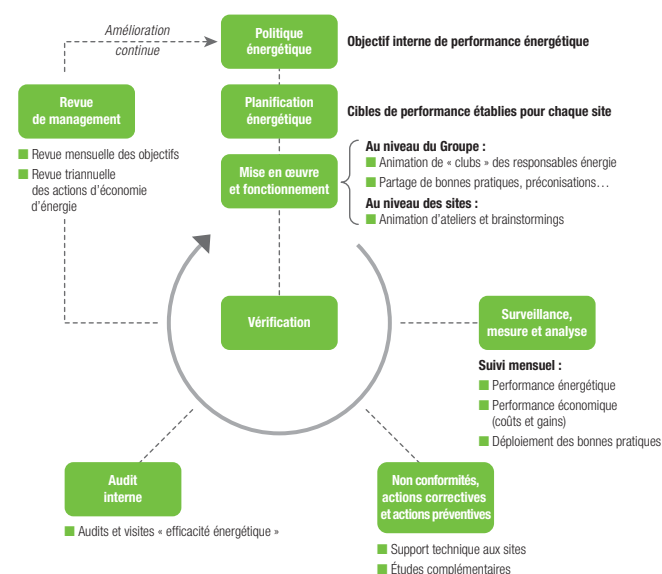 Amélioration
continue
Politique
énergétique
Objectif interne de performance énergétique
Revue
de management
Revue mensuelle des objectifs
Revue triannuelle
des actions d’économie
d’énergie
Planification
énergétique
Cibles de performance établies pour chaque site
Mise en œuvre
et fonctionnement
Au niveau du Groupe :
Animation de « clubs » des responsables énergie
Partage de bonnes pratiques, préconisations…
Au niveau des sites :
Animation d’ateliers et brainstormings
Vérification
Surveillance,
mesure et analyse
Suivi mensuel :
Performance énergétique
Performance économique
(coûts et gains)
Déploiement des bonnes pratiques
Audit
interne
Audits et visites « efficacité énergétique »
Non conformités,
actions correctives
et actions préventives
Support technique aux sites
Études complémentaires